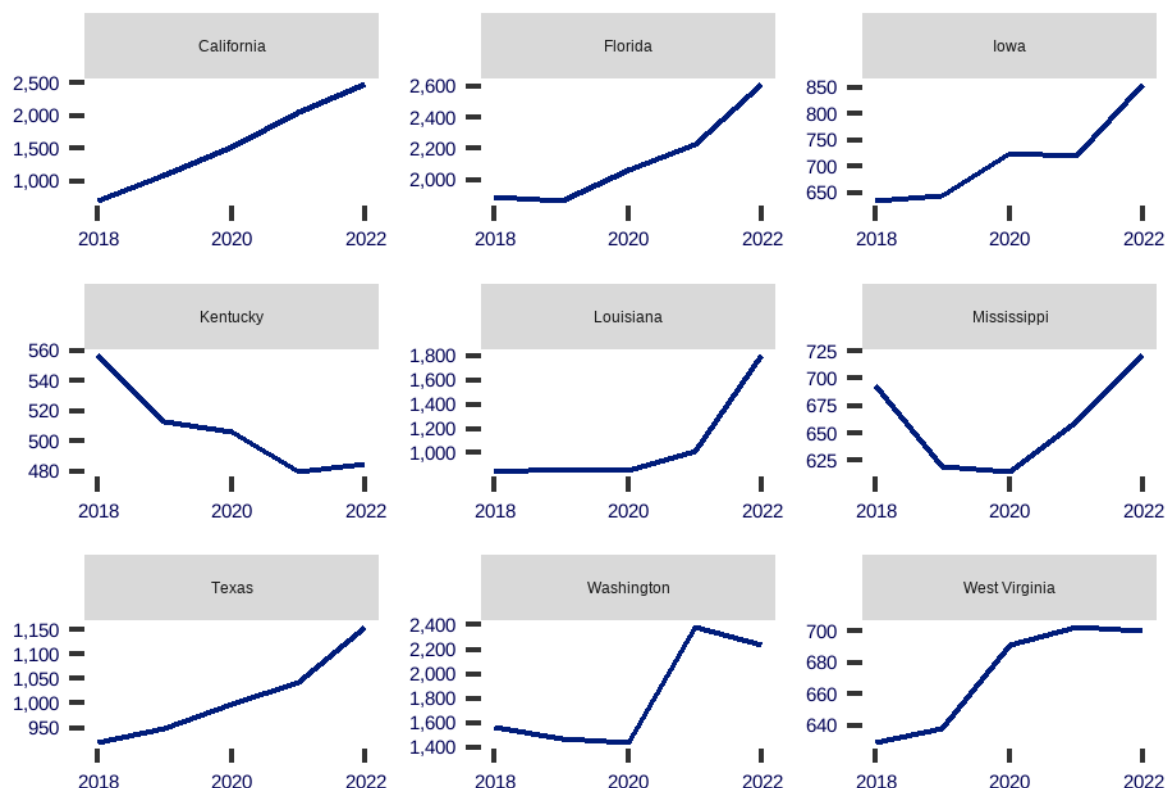 California
2,500
2,000
1,500
1,000
2018 2020 2022
Florida
2,600
2,400
2,200
2,000
2018 2020 2022
Iowa
850
800
750
700
650
2018 2020 2022
Kentucky
560
540
520
500
480
2018 2020 2022
Louisiana
1,800
1,600
1,400
1,200
1,000
2018 2020 2022
Mississippi
725
700
675
650
625
2018 2020 2022
Texas
1,150
1,100
1,050
1,000
950
2018 2020 2022
Washington
2,400
2,200
2,000
1,800
1,600
1,400
2018 2020 2022
West Virginia
700
680
660
640
2018 2020 2022